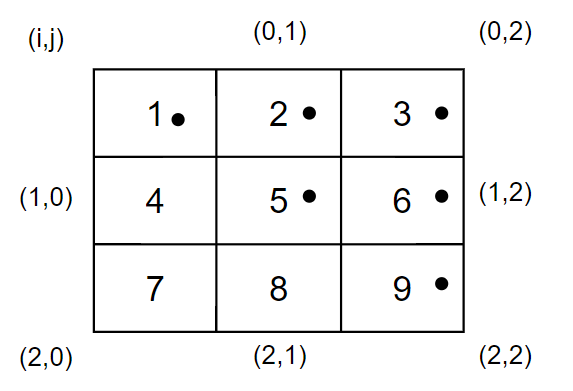 (i,j) (0,1) (0,2)
1 2 3
(1,0) 4 5 6 (1,2)
7 8 9
(2,0) (2,1) (2,2)